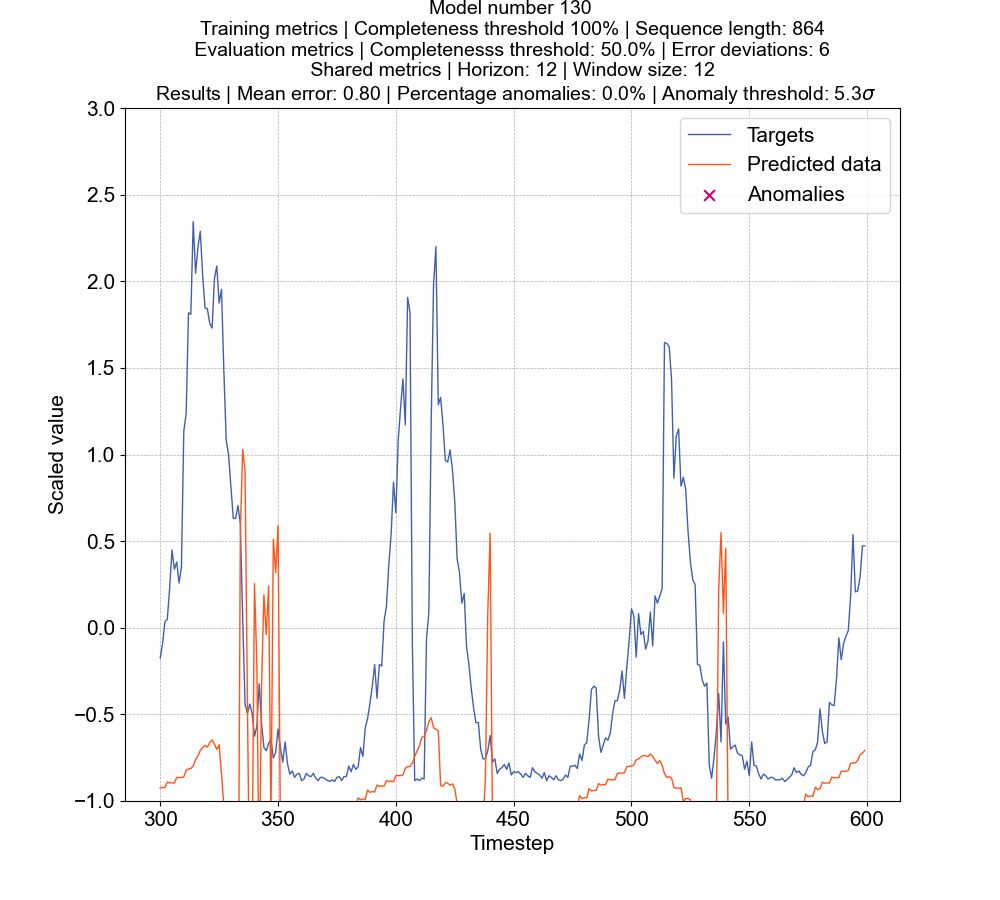 Model number 130
Training metrics | Completeness threshold 100% | Sequence length: 864
Evaluation metrics | Completenesss threshold: 50.0% | Error deviations: 6
Shared metrics | Horizon: 12 | Window size: 12
Results | Mean error: 0.80 | Percentage anomalies: 0.0% | Anomaly threshold: 5.3σ
Targets
Predicted data
Anomalies
3.0
2.5
2.0
1.5
1.0
0.5
0.0
−0.5
−1.0
Scaled value
300 350 400 450 500 550 600
Timestep